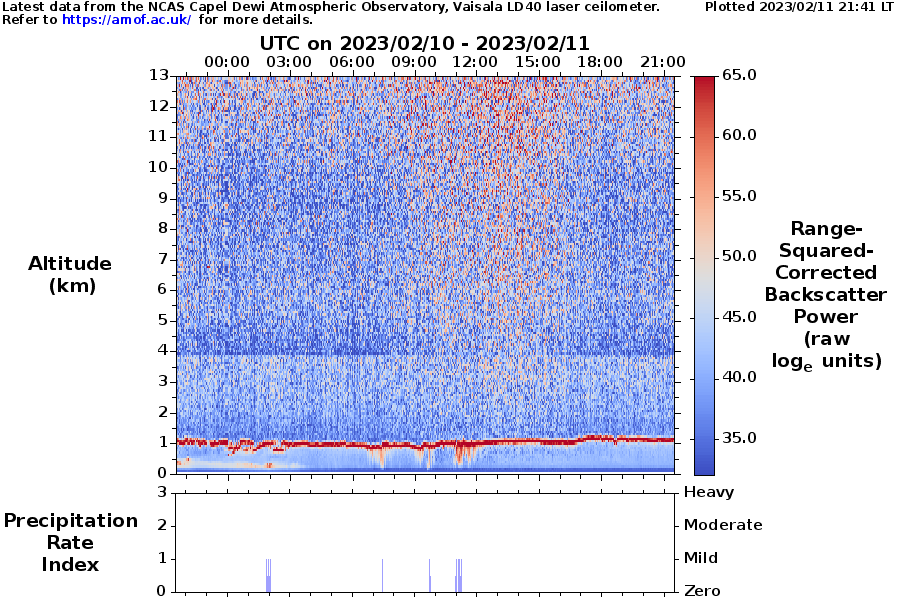 Latest data from the NCAS Capel Dewi Atmospheric Observatory, Vaisala LD40 laser ceilometer. Plotted 2023/02/11 21:41 LT
Refer to https://amof.ac.uk/ for more details.
UTC on 2023/02/10 - 2023/02/11
00:00 03:00 06:00 09:00 12:00 15:00 18:00 21:00
13
12
11
10
9
8
7
6
5
4
3
2
1
0
Altitude
(km)
65.0
60.0
55.0
50.0
45.0
40.0
35.0
Range-
Squared-
Corrected
Backscatter
Power
(raw
loge units)
3 Heavy
2 Moderate
1 Mild
0 Zero
Precipitation
Rate
Index